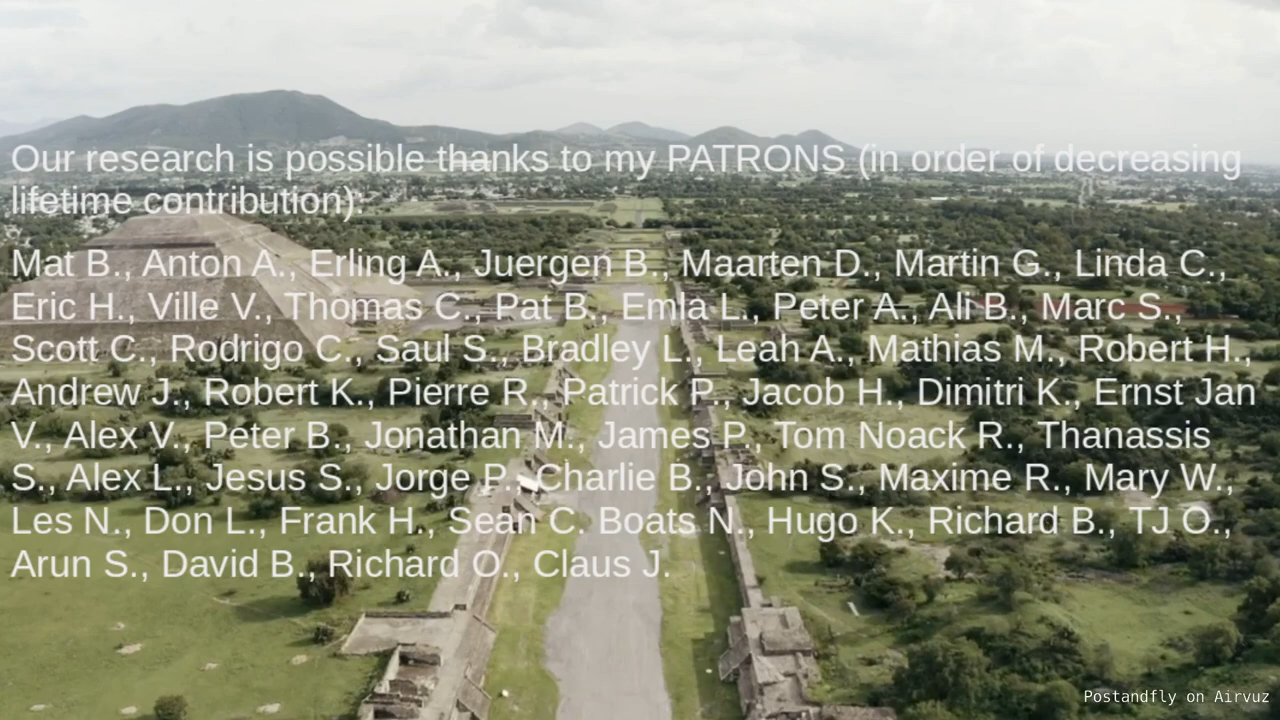 Our research is possible thanks to my PATRONS (in order of decreasing
lifetime contribution):
Mat B., Anton A., Erling A., Juergen B., Maarten D., Martin G., Linda C.,
Eric H., Ville V., Thomas C., Pat B., Emla L., Peter A., Ali B., Marc S.,
Scott C., Rodrigo C., Saul S., Bradley L., Leah A., Mathias M., Robert H.,
Andrew J., Robert K., Pierre R., Patrick P., Jacob H., Dimitri K., Ernst Jan
V., Alex V., Peter B., Jonathan M., James P., Tom Noack R., Thanassis
S., Alex L., Jesus S., Jorge P., Charlie B., John S., Maxime R., Mary W.,
Les N., Don L., Frank H., Sean C, Boats N., Hugo K., Richard B., TJ O.,
Arun S., David B., Richard O., Claus J.
Postandfly on Airvuz